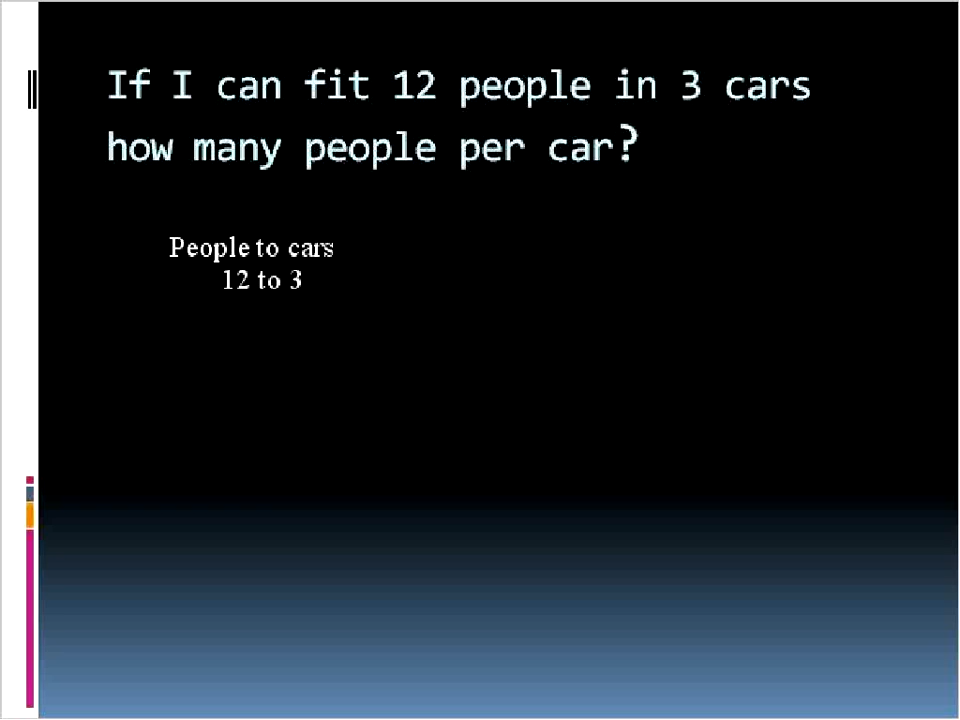 If I can fit 12 people in 3 cars
how many people per car?
People to cars
12 to 3